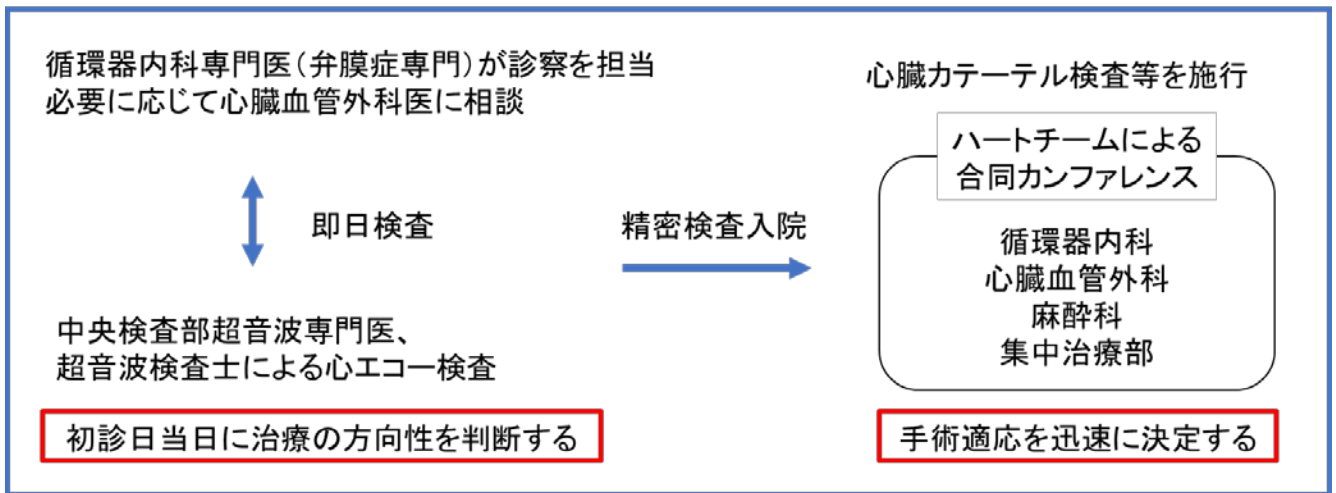 循環器内科専門医(弁膜症専門)が診察を担当
必要に応じて心臓血管外科医に相談
即日検査
中央検査部超音波専門医、
超音波検査士による心エコー検査
初診日当日に治療の方向性を判断する
精密検査入院
心臓カテーテル検査等を施行
ハートチームによる
合同カンファレンス
循環器内科
心臓血管外科
麻酔科
集中治療部
手術適応を迅速に決定する